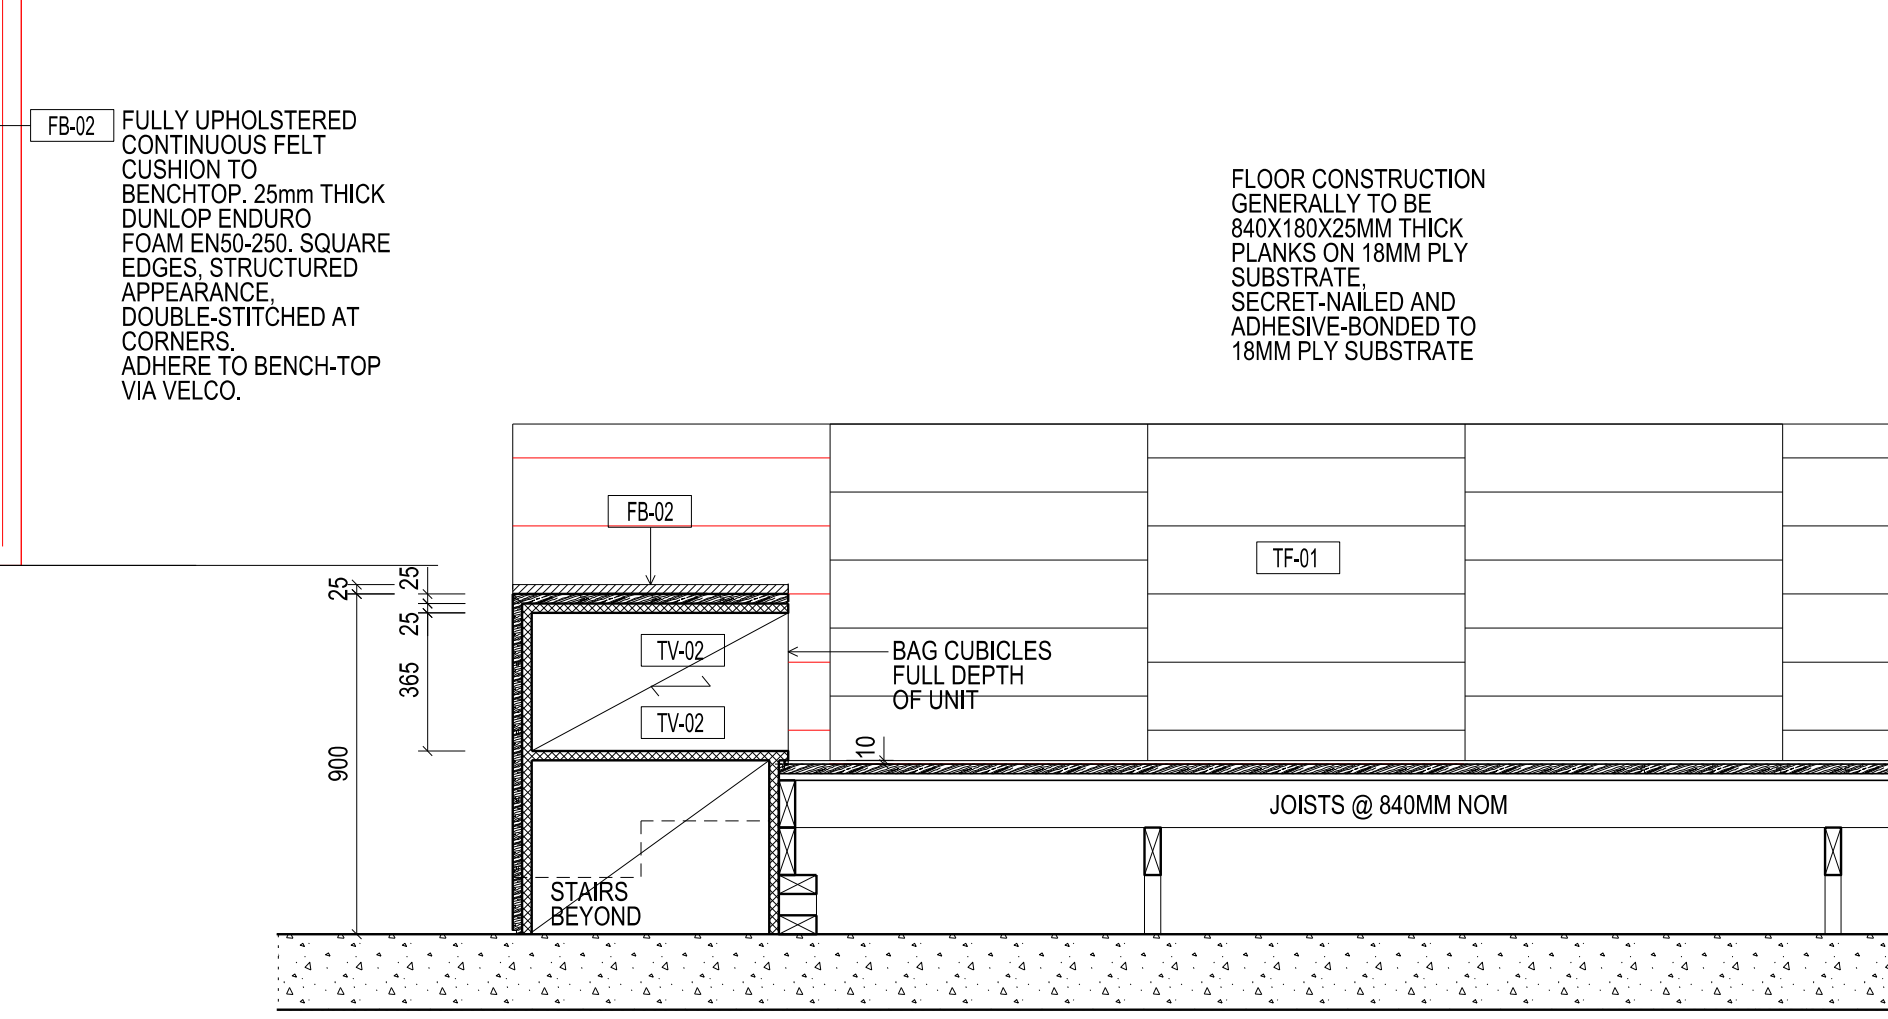 FB-02
FULLY UPHOLSTERED
CONTINUOUS FELT
CUSHION TO
BENCHTOP. 25mm THICK
DUNLOP ENDURO
FOAM EN50-250. SQUARE
EDGES, STRUCTURED
APPEARANCE,
DOUBLE-STITCHED AT
CORNERS.
ADHERE TO BENCH-TOP
VIA VELCO.
FLOOR CONSTRUCTION
GENERALLY TO BE
840X180X25MM THICK
PLANKS ON 18MM PLY
SUBSTRATE,
SECRET-NAILED AND
ADHESIVE-BONDED TO
18MM PLY SUBSTRATE
FB-02
TF-01
25
25
25
365
900
TV-02
TV-02
BAG CUBICLES
FULL DEPTH
OF UNIT
10
JOISTS @ 840MM NOM
STAIRS
BEYOND